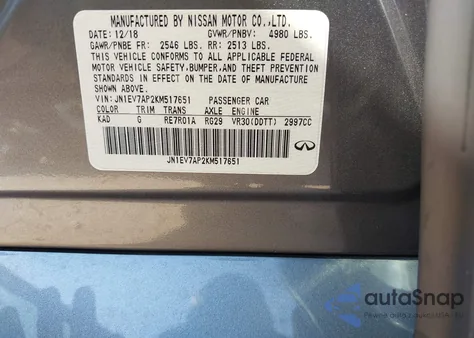 MANUFACTURED BY NISSAN MOTOR CO.,LTD.
DATE: 12/18 GVWR/PNBV: 4980 LBS.
GAWR/PNBE FR: 2546 LBS. RR: 2513 LBS.
THIS VEHICLE CONFORMS TO ALL APPLICABLE FEDERAL
MOTOR VEHICLE SAFETY, BUMPER, AND THEFT PREVENTION
STANDARDS IN EFFECT ON THE DATE OF MANUFACTURE
SHOWN ABOVE.
VIN: JN1EV7AP2KM517651 PASSENGER CAR
COLOR TRIM TRANS AXLE ENGINE
KAD G RE7R01A RG29 VR30(DDTT) 2997CC
JN1EV7AP2KM517651
autoSnap